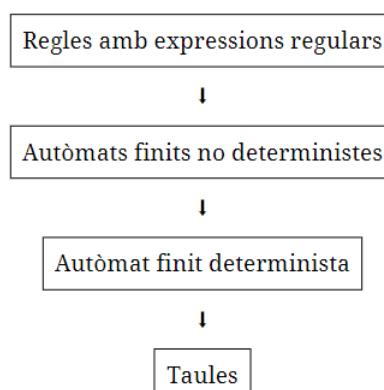 Regles amb expressions regulars
Autòmats finits no deterministes
Autòmat finit determinista
Taules